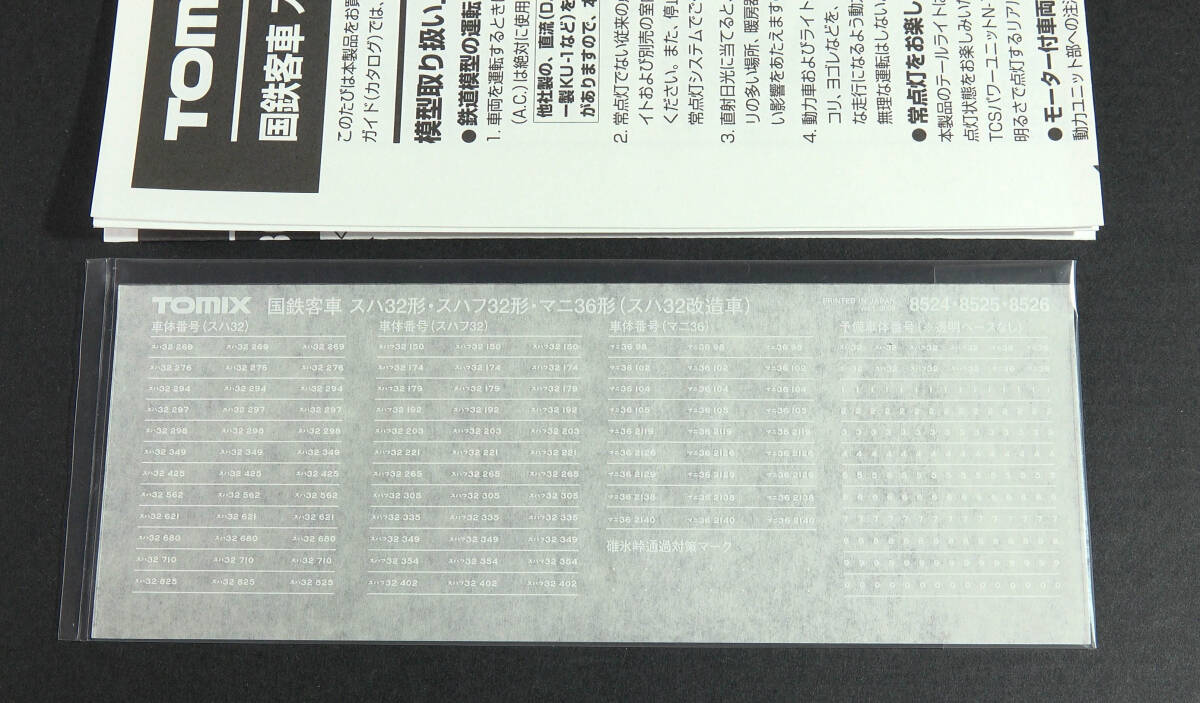 TOMI
国鉄客車 ス
このたびは本製品をお買
ガイド(カタログ)では、
模型取り扱い上
●鉄道模型の運転
1. 車両を運転するときに
(A.C.)は絶対に使用
他社製の、直流(D.
一製KU-1など)を
がありますので、本
2. 常点灯でない従来の
イトおよび別売の室
ください。また、停止
常点灯システムでご
3. 直射日光に当てると、
リの多い場所、暖房器
い影響をあたえます
4. 動力車およびライト
コリ、ヨゴレなどを、
な走行になるよう動
無理な運転はしない
●常点灯をお楽し
本製品のテールライトは
点灯状態をお楽しみいた
TCSパワーユニットN-
明るさで点灯するリア
●モーター付車両
動力ユニット部への注
TOMIX 国鉄客車 スハ32形・スハフ32形・マニ36形(スハ32改造車) PRINTED IN JAPAN 8524・8525・8526
車体番号(スハ32) 車体番号(スハフ32) 車体番号(マニ36) 予備車体番号(※透明ベースなし)
スハ32 269 スハ32 269 スハ32 269 スハフ32 150 スハフ32 150 スハフ32 150 マニ36 98 マニ36 98 マニ36 98
スハ32 276 スハ32 276 スハ32 276 スハフ32 174 スハフ32 174 スハフ32 174 マニ36 102 マニ36 102 マニ36 102
スハ32 294 スハ32 294 スハ32 294 スハフ32 179 スハフ32 179 スハフ32 179 マニ36 104 マニ36 104 マニ36 104
スハ32 297 スハ32 297 スハ32 297 スハフ32 192 スハフ32 192 スハフ32 192 マニ36 105 マニ36 105 マニ36 105
スハ32 298 スハ32 298 スハ32 298 スハフ32 203 スハフ32 203 スハフ32 203 マニ36 2119 マニ36 2119 マニ36 2119
スハ32 349 スハ32 349 スハ32 349 スハフ32 221 スハフ32 221 スハフ32 221 マニ36 2126 マニ36 2126 マニ36 2126
スハ32 425 スハ32 425 スハ32 425 スハフ32 265 スハフ32 265 スハフ32 265 マニ36 2129 マニ36 2129 マニ36 2129
スハ32 562 スハ32 562 スハ32 562 スハフ32 305 スハフ32 305 スハフ32 305 マニ36 2138 マニ36 2138 マニ36 2138
スハ32 621 スハ32 621 スハ32 621 スハフ32 335 スハフ32 335 スハフ32 335 マニ36 2140 マニ36 2140 マニ36 2140
スハ32 680 スハ32 680 スハ32 680 スハフ32 349 スハフ32 349 スハフ32 349 碓氷峠通過対策マーク
スハ32 710 スハ32 710 スハ32 710 スハフ32 354 スハフ32 354 スハフ32 354
スハ32 825 スハ32 825 スハ32 825 スハフ32 402 スハフ32 402 スハフ32 402